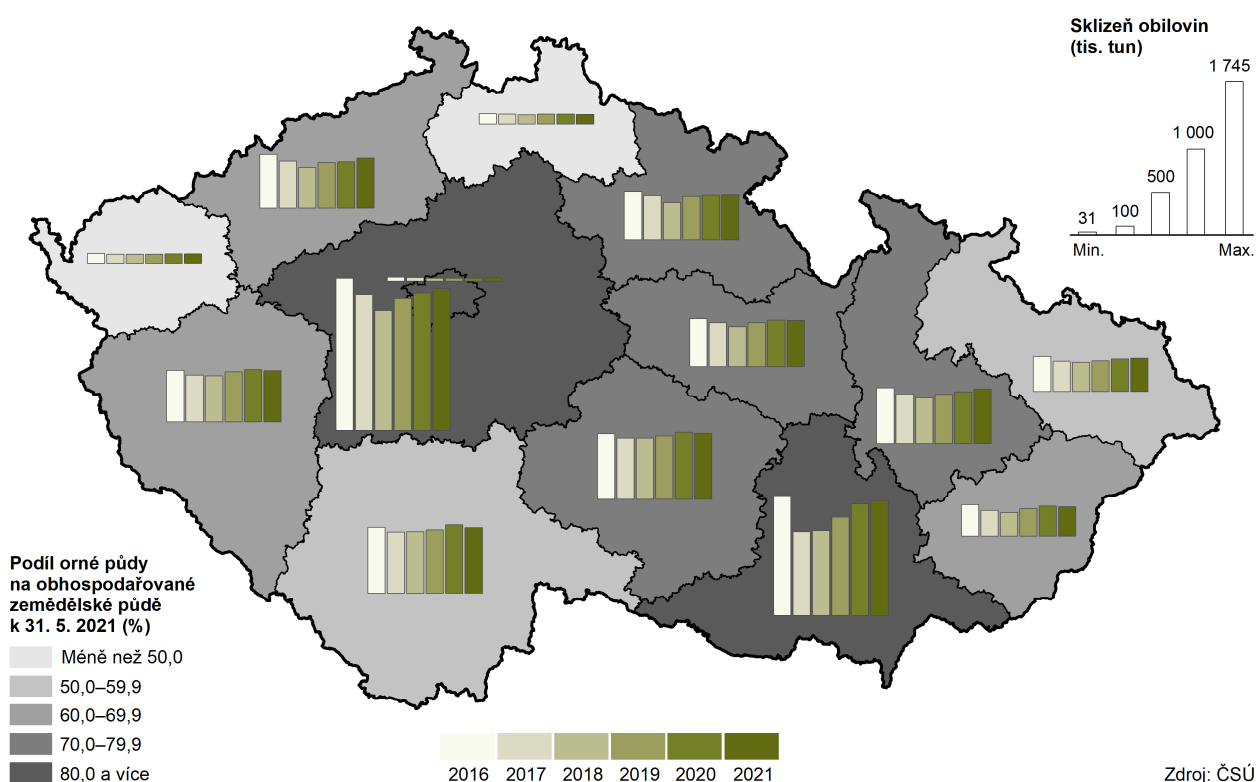 Sklizeň obilovin
(tis. tun)
1 745
1 000
500
100
31
Min.
Max.
Podíl orné půdy
na obhospodařované
zemědělské půdě
k 31. 5. 2021 (%)
Méně než 50,0
50,0–59,9
60,0–69,9
70,0–79,9
80,0 a více
2016 2017 2018 2019 2020 2021
Zdroj: ČSÚ